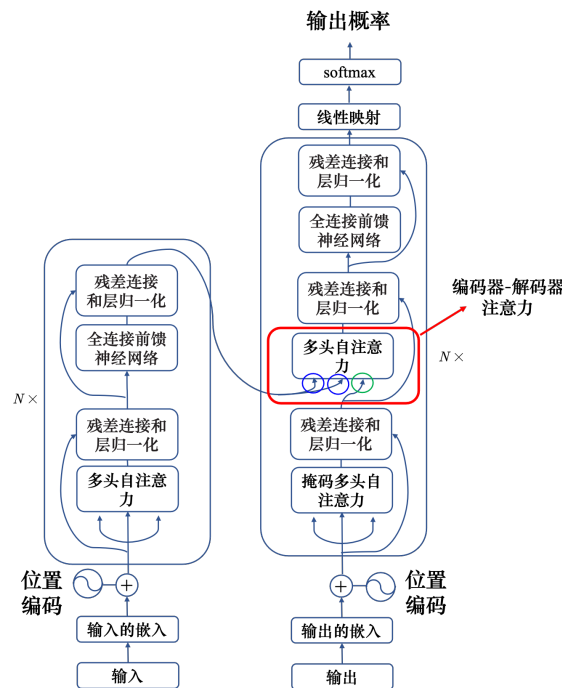 输出概率
softmax
线性映射
残差连接和
层归一化
全连接前馈
神经网络
残差连接和
层归一化
编码器-解码器
注意力
多头自注意
力
N×
残差连接和
层归一化
掩码多头自
注意力
位置
编码
输出的嵌入
输出
残差连接
和层归一化
全连接前馈
神经网络
N×
残差连接和
层归一化
多头自注意
力
位置
编码
输入的嵌入
输入